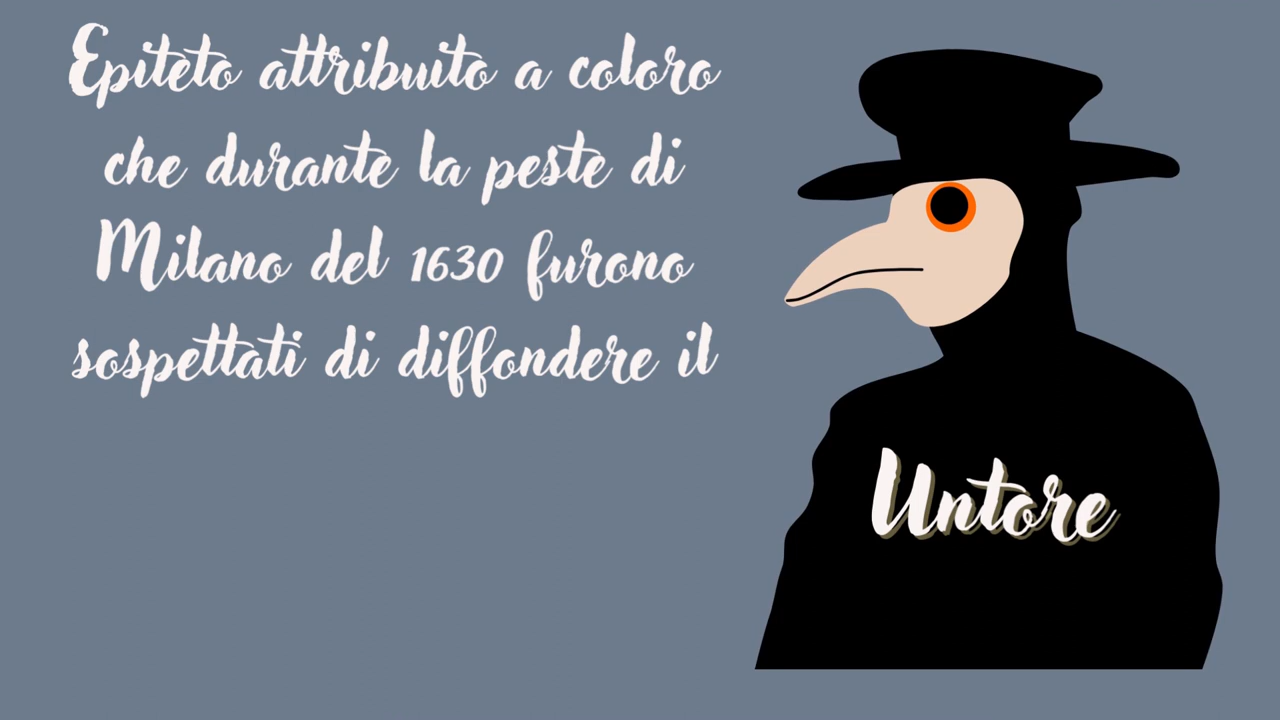 Epiteto attribuito a coloro
che durante la peste di
Milano del 1630 furono
sospettati di diffondere il
Untore